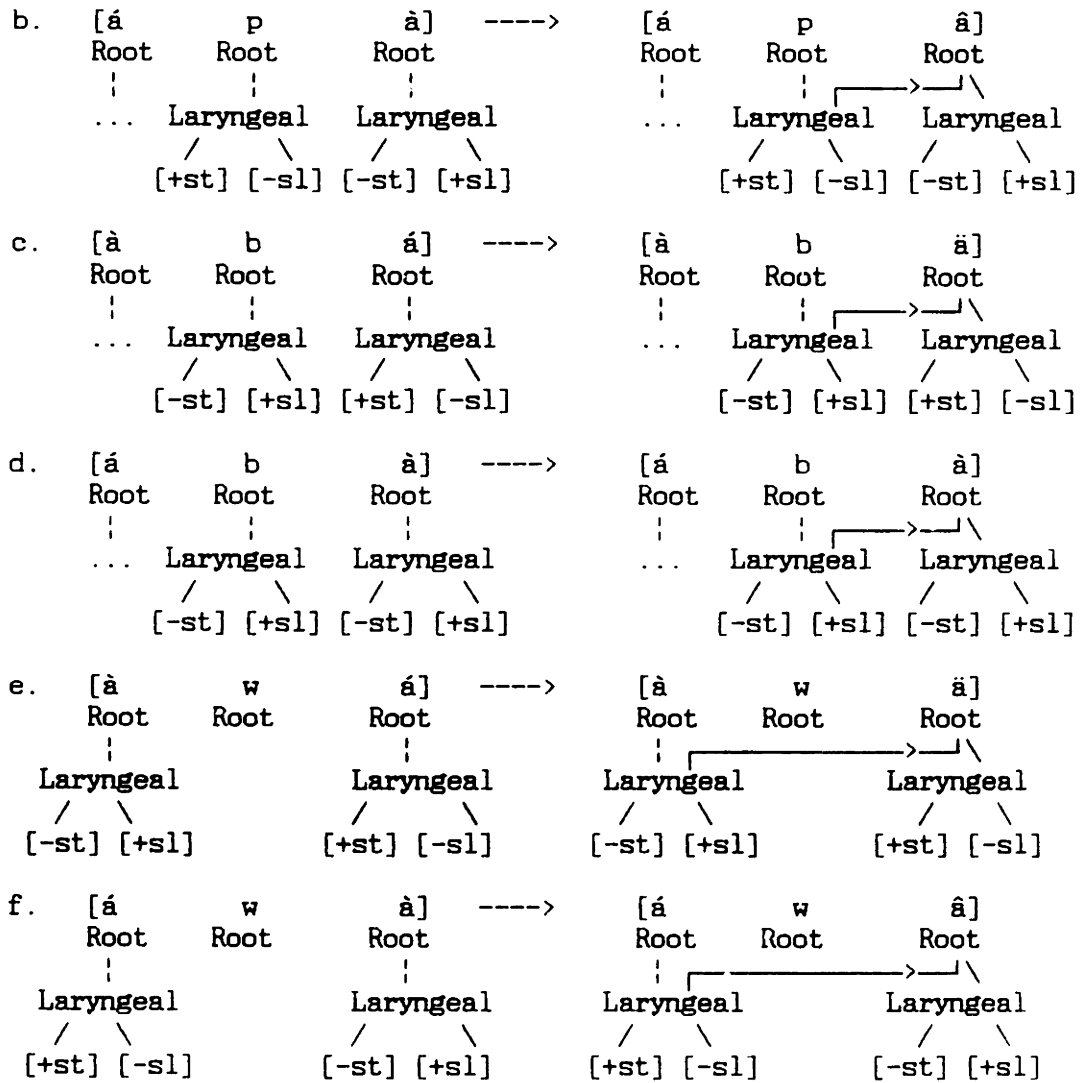 b. [á p à] ----> [á p â]
Root Root Root Root Root Root
... Laryngeal Laryngeal ... Laryngeal Laryngeal
[+st] [-sl] [-st] [+sl] [+st] [-sl] [-st] [+sl]
c. [à b á] ----> [à b ä]
Root Root Root Root Root Root
... Laryngeal Laryngeal ... Laryngeal Laryngeal
[-st] [+sl] [+st] [-sl] [-st] [+sl] [+st] [-sl]
d. [á b à] ----> [á b à]
Root Root Root Root Root Root
... Laryngeal Laryngeal ... Laryngeal Laryngeal
[-st] [+sl] [-st] [+sl] [-st] [+sl] [-st] [+sl]
e. [à w á] ----> [à w ä]
Root Root Root Root Root Root
Laryngeal Laryngeal Laryngeal Laryngeal
[-st] [+sl] [+st] [-sl] [-st] [+sl] [+st] [-sl]
f. [á w à] ----> [á w â]
Root Root Root Root Root Root
Laryngeal Laryngeal Laryngeal Laryngeal
[+st] [-sl] [-st] [+sl] [+st] [-sl] [-st] [+sl]